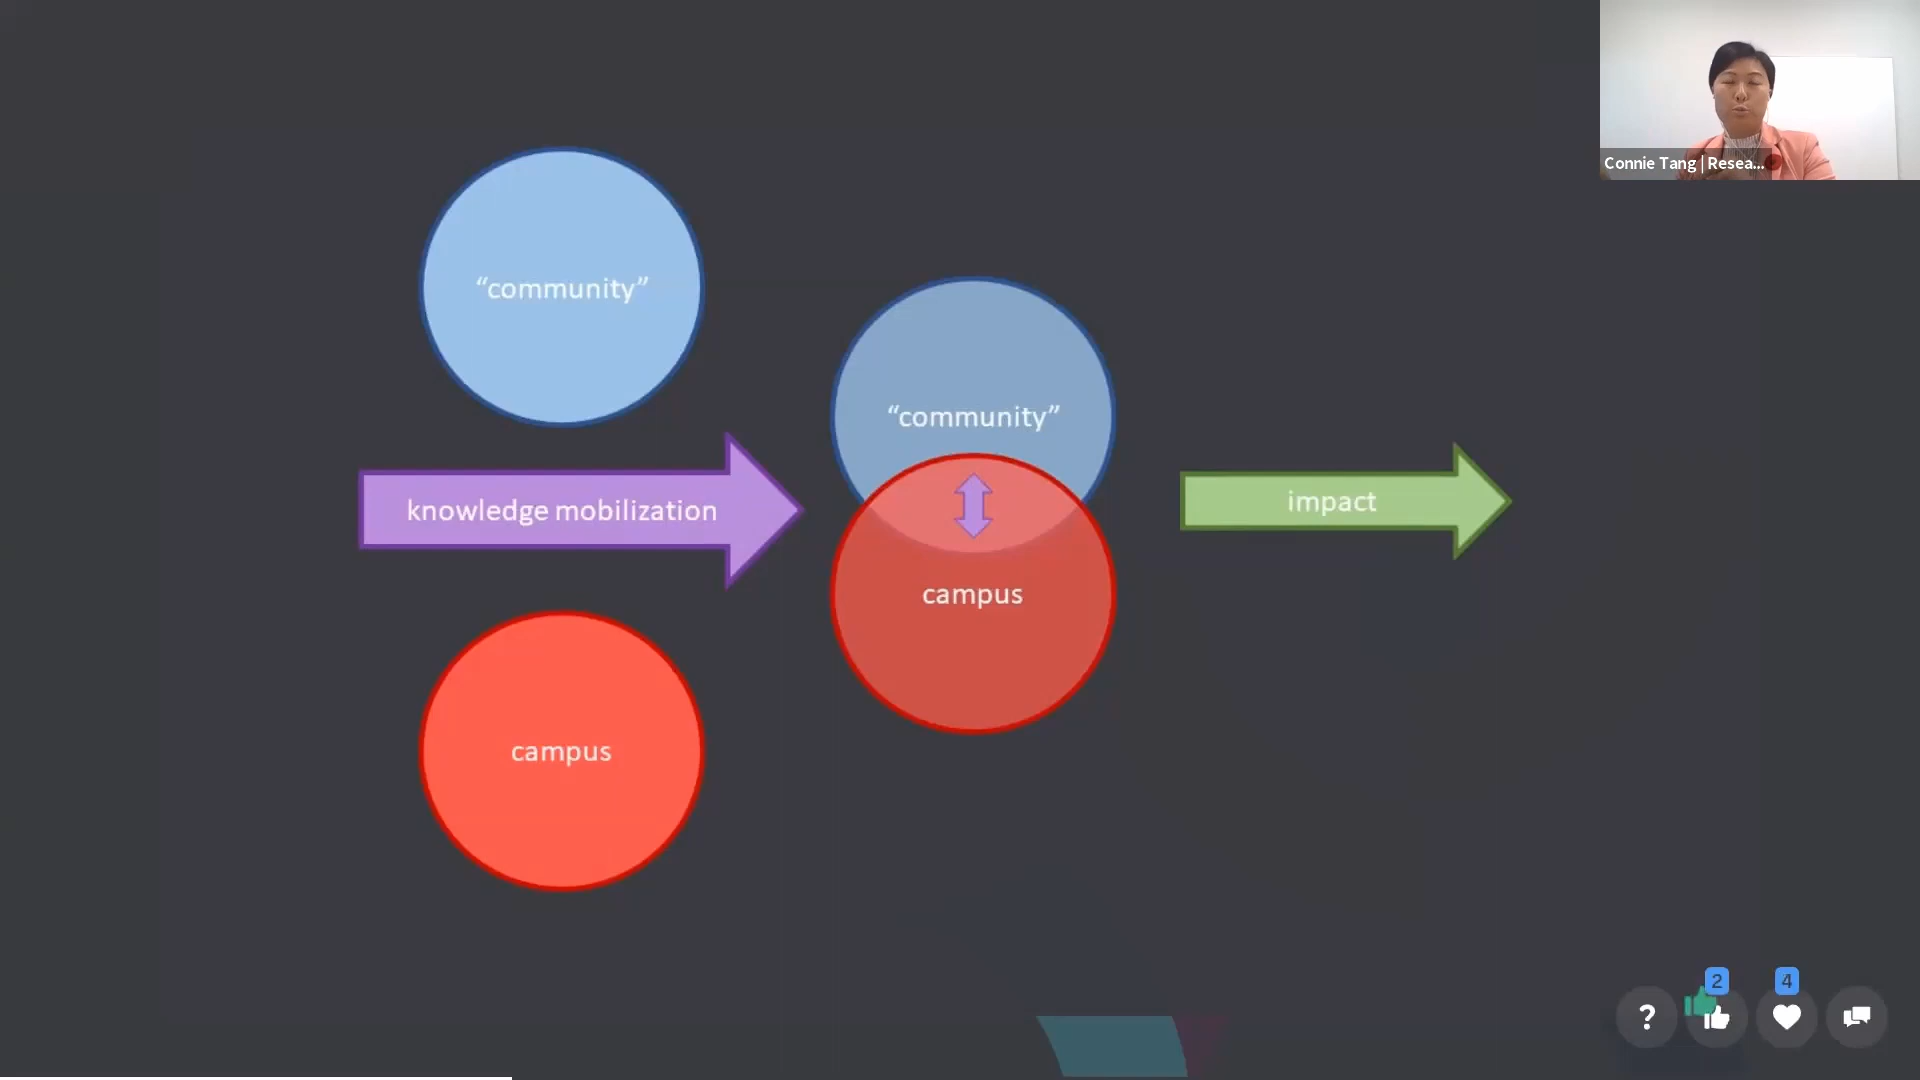 Connie Tang | Resea...
“community”
“community”
knowledge mobilization
impact
campus
campus
2
4
?